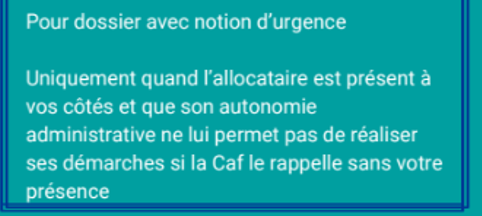 Pour dossier avec notion d'urgence
Uniquement quand l'allocataire est présent à
vos côtés et que son autonomie
administrative ne lui permet pas de réaliser
ses démarches si la Caf le rappelle sans votre
présence